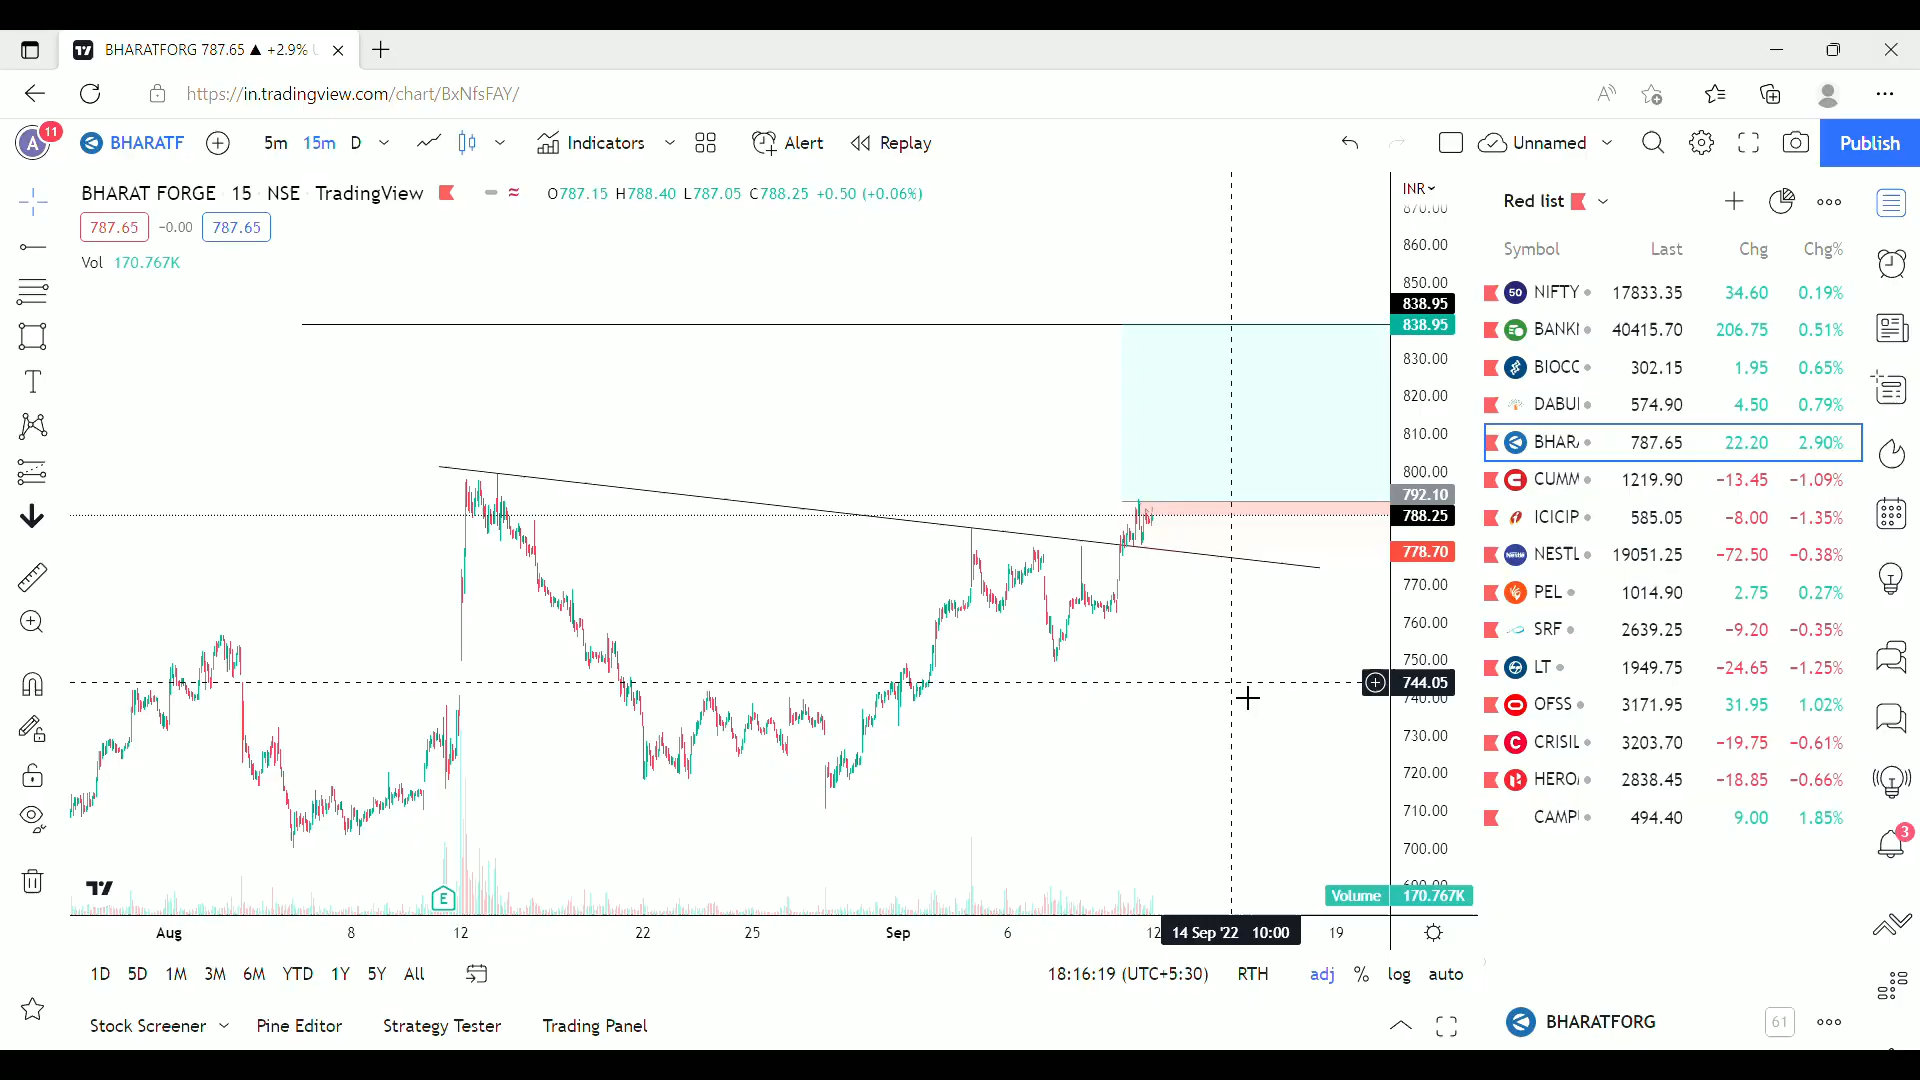 BHARATFORG 787.65 ▲ +2.9%
https://in.tradingview.com/chart/BxNfsFAY/
A 11 BHARATF 5m 15m D Indicators Alert Replay Unnamed Publish
BHARAT FORGE 15 NSE TradingView O787.15 H788.40 L787.05 C788.25 +0.50 (+0.06%)
787.65 −0.00 787.65
Vol 170.767K
INR
870.00
860.00
850.00
838.95
838.95
830.00
820.00
810.00
800.00
792.10
788.25
778.70
770.00
760.00
750.00
744.05
740.00
730.00
720.00
710.00
700.00
Volume 170.767K
E
Aug 8 12 22 25 Sep 6 12 14 Sep '22 10:00 19
1D 5D 1M 3M 6M YTD 1Y 5Y All 18:16:19 (UTC+5:30) RTH adj % log auto
Stock Screener Pine Editor Strategy Tester Trading Panel
Red list
Symbol Last Chg Chg%
50 NIFTY 17833.35 34.60 0.19%
BANKI 40415.70 206.75 0.51%
BIOCC 302.15 1.95 0.65%
DABUI 574.90 4.50 0.79%
BHAR 787.65 22.20 2.90%
CUMM 1219.90 −13.45 −1.09%
ICICIP 585.05 −8.00 −1.35%
NESTL 19051.25 −72.50 −0.38%
PEL 1014.90 2.75 0.27%
SRF 2639.25 −9.20 −0.35%
LT 1949.75 −24.65 −1.25%
OFSS 3171.95 31.95 1.02%
CRISIL 3203.70 −19.75 −0.61%
HERO 2838.45 −18.85 −0.66%
CAMP 494.40 9.00 1.85%
3
BHARATFORG 61